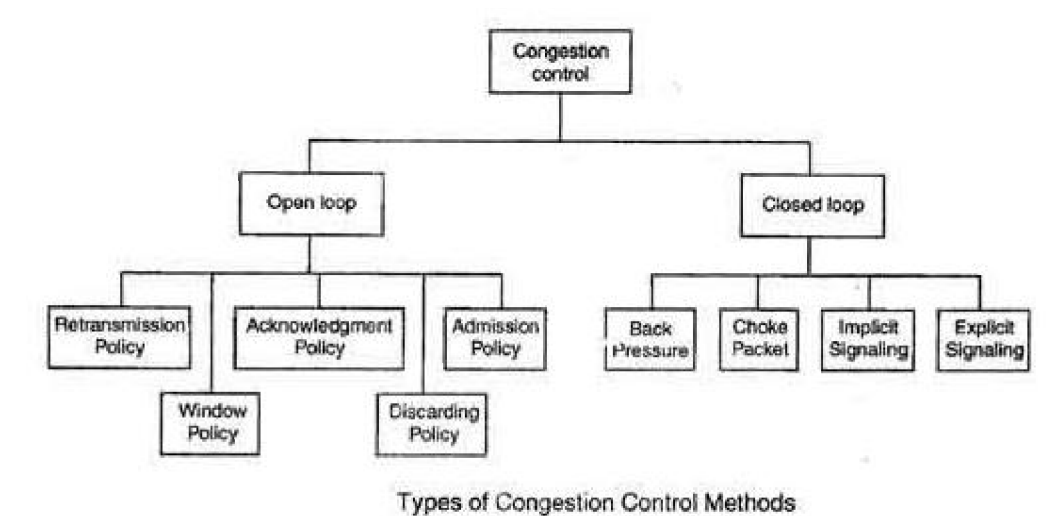 Congestion
control
Open loop
Closed loop
Retransmission
Policy
Acknowledgment
Policy
Admission
Policy
Back
Pressure
Choke
Packet
Implicit
Signaling
Explicit
Signaling
Window
Policy
Discarding
Policy
Types of Congestion Control Methods